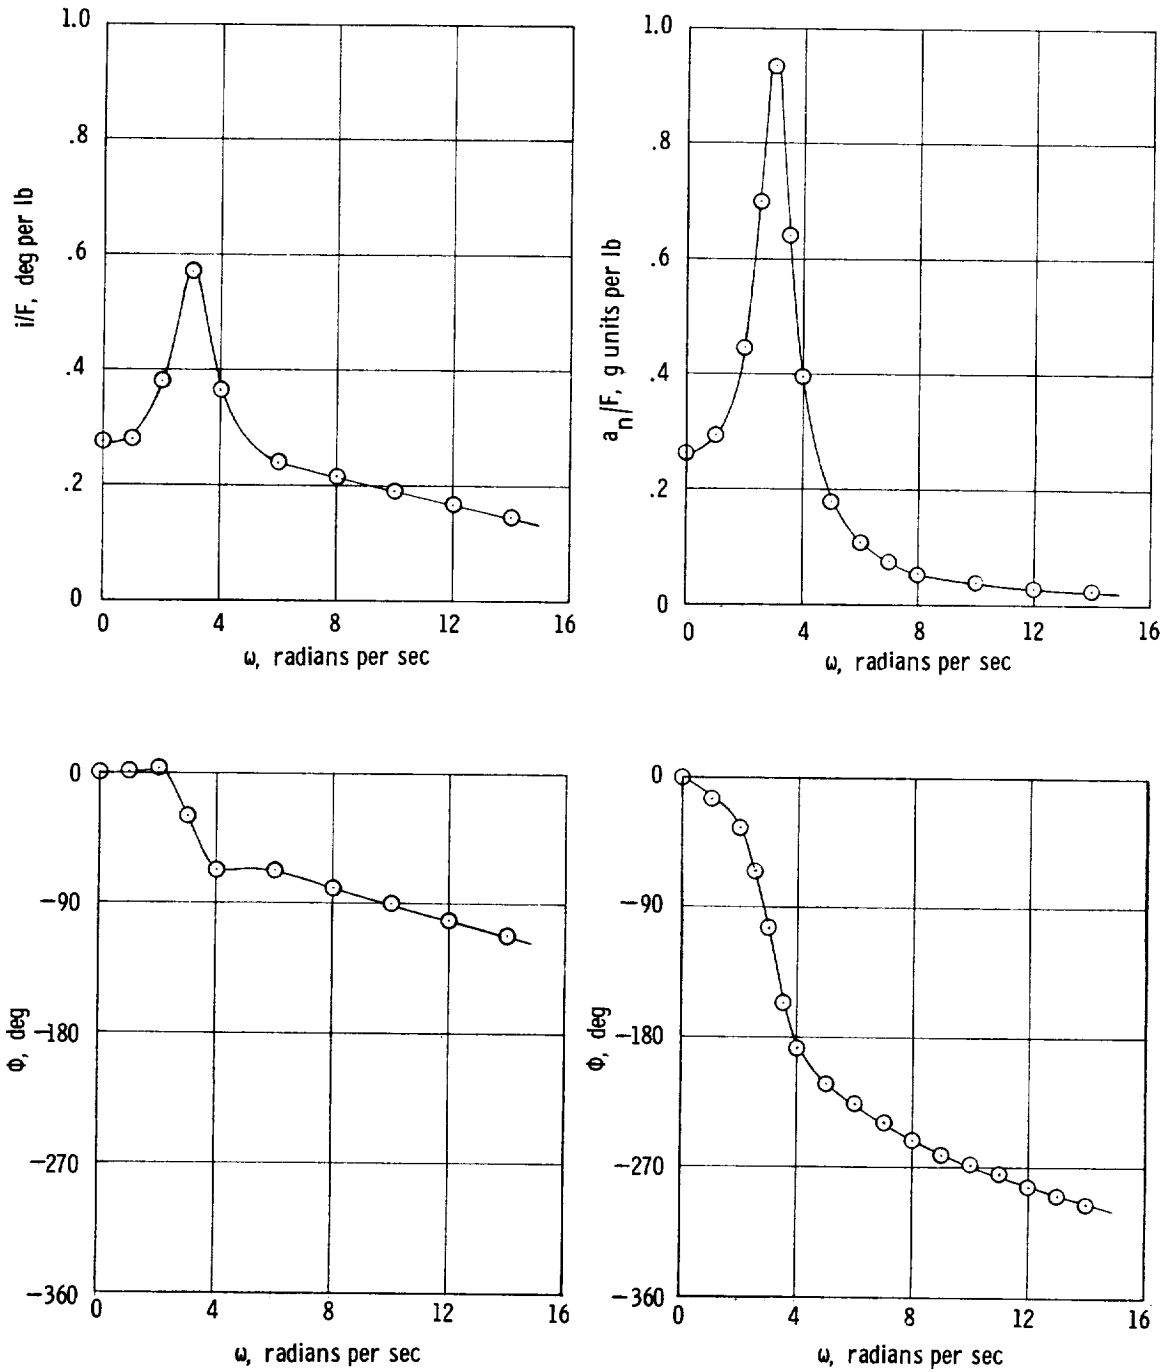 1.0
.8
.6
.4
.2
0
i/F, deg per lb
0 4 8 12 16
ω, radians per sec
1.0
.8
.6
.4
.2
0
a_n/F, g units per lb
0 4 8 12 16
ω, radians per sec
0
−90
−180
−270
−360
Φ, deg
0 4 8 12 16
ω, radians per sec
0
−90
−180
−270
−360
Φ, deg
0 4 8 12 16
ω, radians per sec